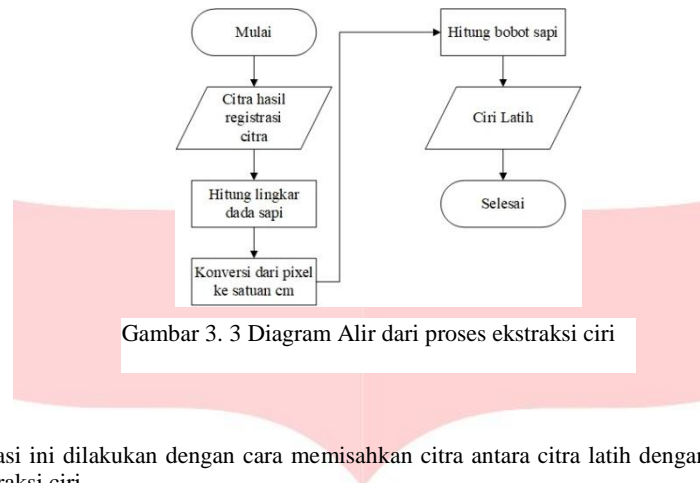 Mulai
Citra hasil
registrasi
citra
Hitung lingkar
dada sapi
Konversi dari pixel
ke satuan cm
Hitung bobot sapi
Ciri Latih
Selesai
Gambar 3. 3 Diagram Alir dari proses ekstraksi ciri
ini dilakukan dengan cara memisahkan citra antara citra latih dengan
ciri